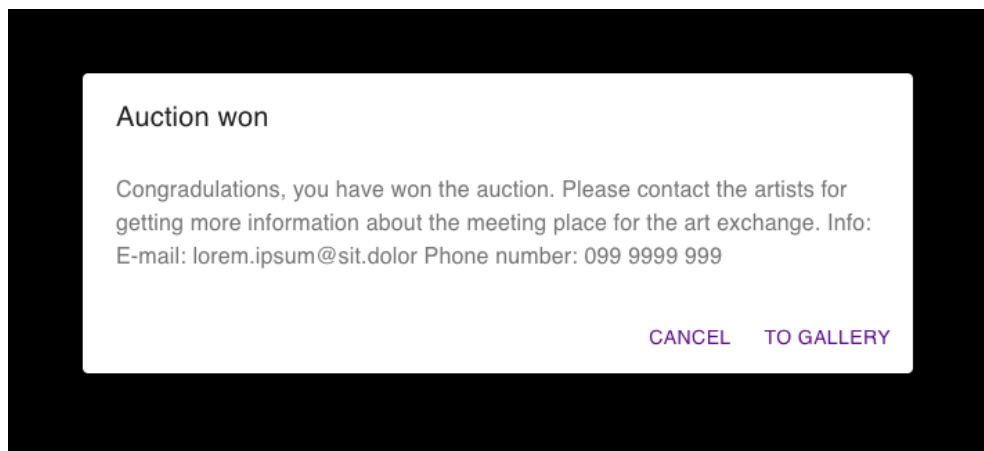 Auction won
Congradulations, you have won the auction. Please contact the artists for
getting more information about the meeting place for the art exchange. Info:
E-mail: lorem.ipsum@sit.dolor Phone number: 099 9999 999
CANCEL TO GALLERY